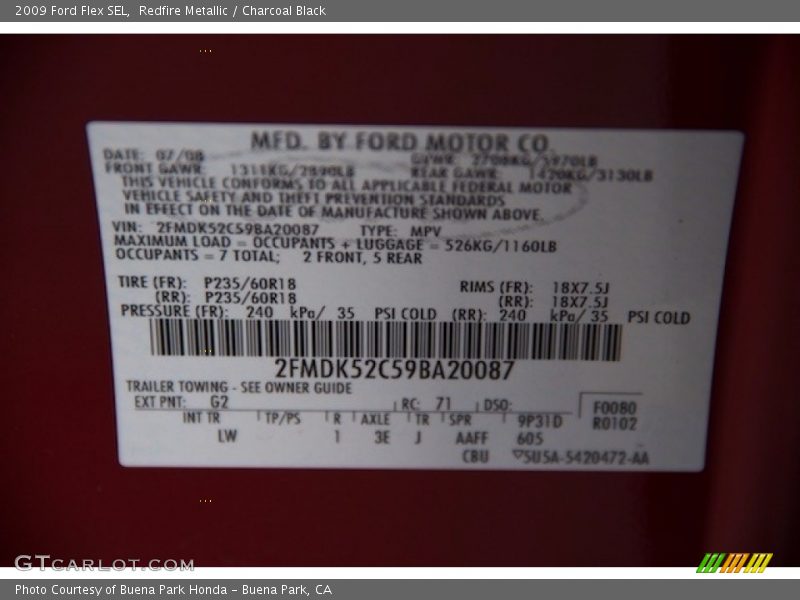 2009 Ford Flex SEL,  Redfire Metallic / Charcoal Black
MFD. BY FORD MOTOR CO.
DATE: 07/08 GVWR: 2708KG/5970LB
FRONT GAWR: 1311KG/2890LB REAR GAWR: 1420KG/3130LB
THIS VEHICLE CONFORMS TO ALL APPLICABLE FEDERAL MOTOR
VEHICLE SAFETY AND THEFT PREVENTION STANDARDS
IN EFFECT ON THE DATE OF MANUFACTURE SHOWN ABOVE.
VIN: 2FMDK52C59BA20087 TYPE: MPV
MAXIMUM LOAD = OCCUPANTS + LUGGAGE = 526KG/1160LB
OCCUPANTS = 7 TOTAL; 2 FRONT, 5 REAR
TIRE (FR): P235/60R18 RIMS (FR): 18X7.5J
(RR): P235/60R18 (RR): 18X7.5J
PRESSURE (FR): 240 kPa/ 35 PSI COLD (RR): 240 kPa/ 35 PSI COLD
2FMDK52C59BA20087
TRAILER TOWING - SEE OWNER GUIDE
EXT PNT: G2 RC: 71 DSO: F0080
INT TR TP/PS R AXLE TR SPR 9P31D R0102
LW 1 3E J AAFF 605
CBU ▽5U5A-5420472-AA
GTCARLOT.COM
Photo Courtesy of Buena Park Honda – Buena Park, CA